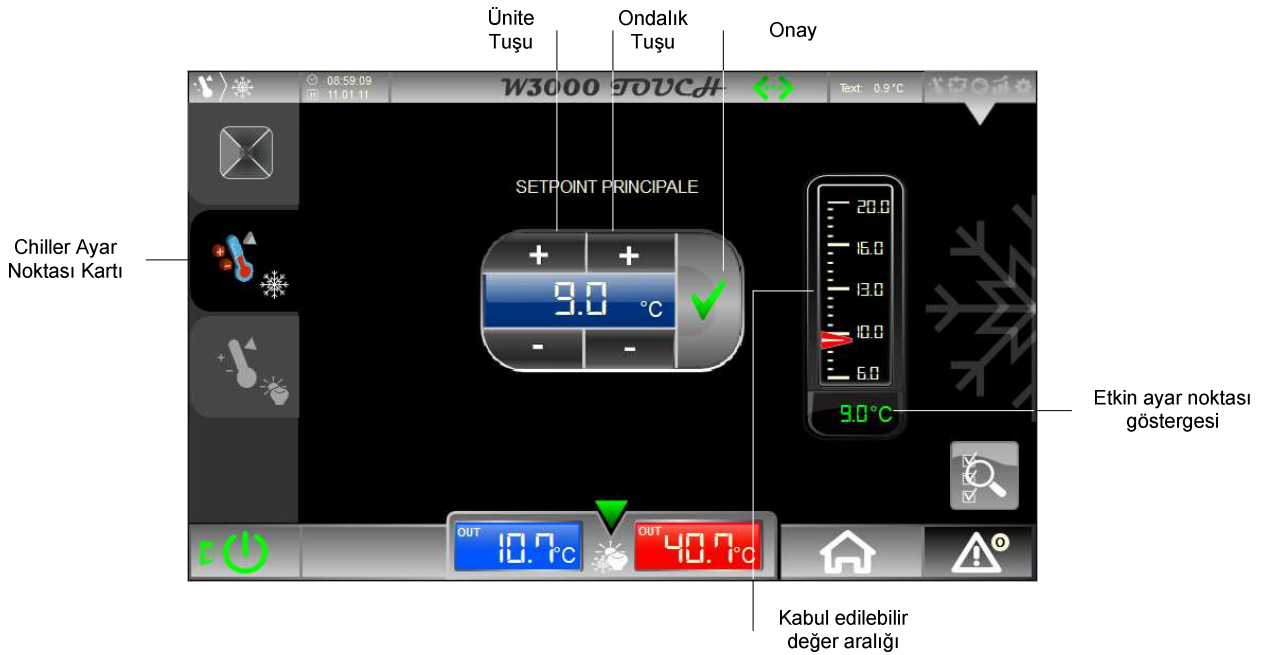 Ünite
Tuşu
Ondalık
Tuşu
Onay
08:59:09
11.01.11
W3000 TOUCH
Text: 0.9°C
SETPOINT PRINCIPALE
+ +
9.0 °C
- -
20.0
16.0
13.0
10.0
6.0
9.0°C
Chiller Ayar
Noktası Kartı
Etkin ayar noktası
göstergesi
OUT 10.7°C
OUT 40.7°C
0
Kabul edilebilir
değer aralığı